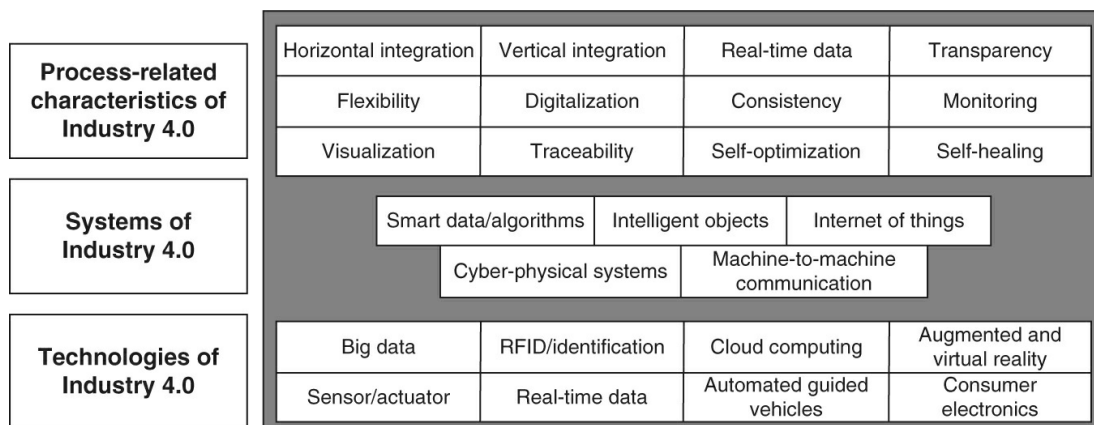 Process-related
characteristics of
Industry 4.0
Horizontal integration
Vertical integration
Real-time data
Transparency
Flexibility
Digitalization
Consistency
Monitoring
Visualization
Traceability
Self-optimization
Self-healing
Systems of
Industry 4.0
Smart data/algorithms
Intelligent objects
Internet of things
Cyber-physical systems
Machine-to-machine
communication
Technologies of
Industry 4.0
Big data
RFID/identification
Cloud computing
Augmented and
virtual reality
Sensor/actuator
Real-time data
Automated guided
vehicles
Consumer
electronics